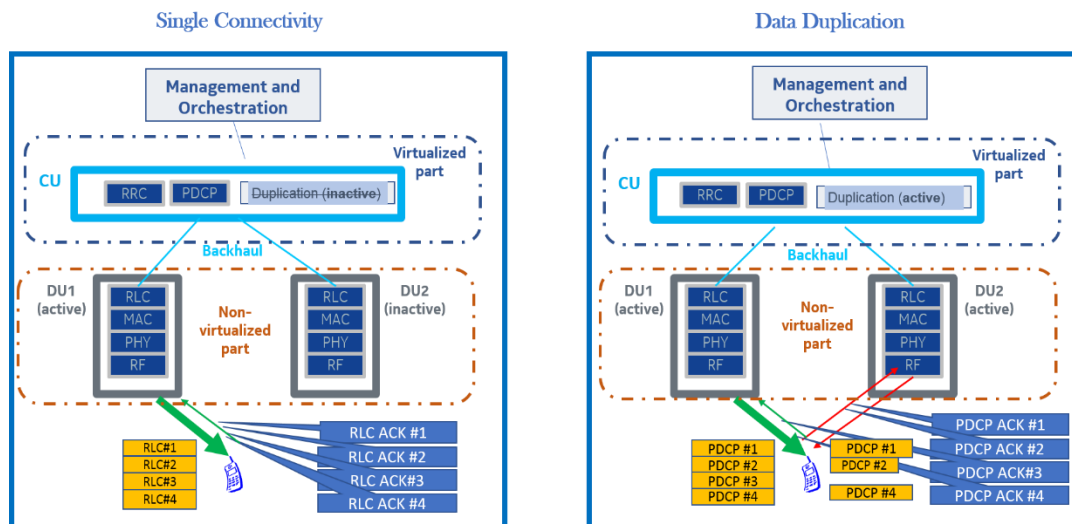 Single Connectivity
Management and
Orchestration
Virtualized
part
CU
RRC
PDCP
Duplication (inactive)
Backhaul
DU1
(active)
RLC
MAC
PHY
RF
Non-
virtualized
part
RLC
MAC
PHY
RF
DU2
(inactive)
RLC#1
RLC#2
RLC#3
RLC#4
RLC ACK #1
RLC ACK #2
RLC ACK#3
RLC ACK #4
Data Duplication
Management and
Orchestration
Virtualized
part
CU
RRC
PDCP
Duplication (active)
Backhaul
DU1
(active)
RLC
MAC
PHY
RF
Non-
virtualized
part
RLC
MAC
PHY
RF
DU2
(active)
PDCP #1
PDCP #2
PDCP #3
PDCP #4
PDCP #1
PDCP #2
PDCP #4
PDCP ACK #1
PDCP ACK #2
PDCP ACK#3
PDCP ACK #4